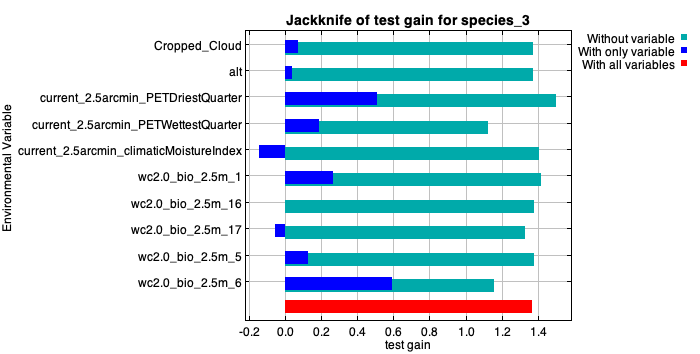 Jackknife of test gain for species_3
Without variable
With only variable
With all variables
Environmental Variable
Cropped_Cloud
alt
current_2.5arcmin_PETDriestQuarter
current_2.5arcmin_PETWettestQuarter
current_2.5arcmin_climaticMoistureIndex
wc2.0_bio_2.5m_1
wc2.0_bio_2.5m_16
wc2.0_bio_2.5m_17
wc2.0_bio_2.5m_5
wc2.0_bio_2.5m_6
-0.2 0.0 0.2 0.4 0.6 0.8 1.0 1.2 1.4
test gain